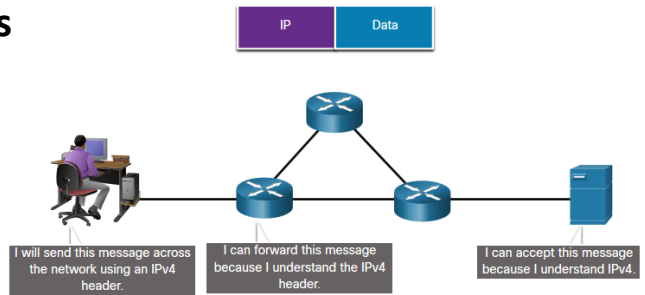 s
IP
Data
I will send this message across
the network using an IPv4
header.
I can forward this message
because I understand the IPv4
header.
I can accept this message
because I understand IPv4.